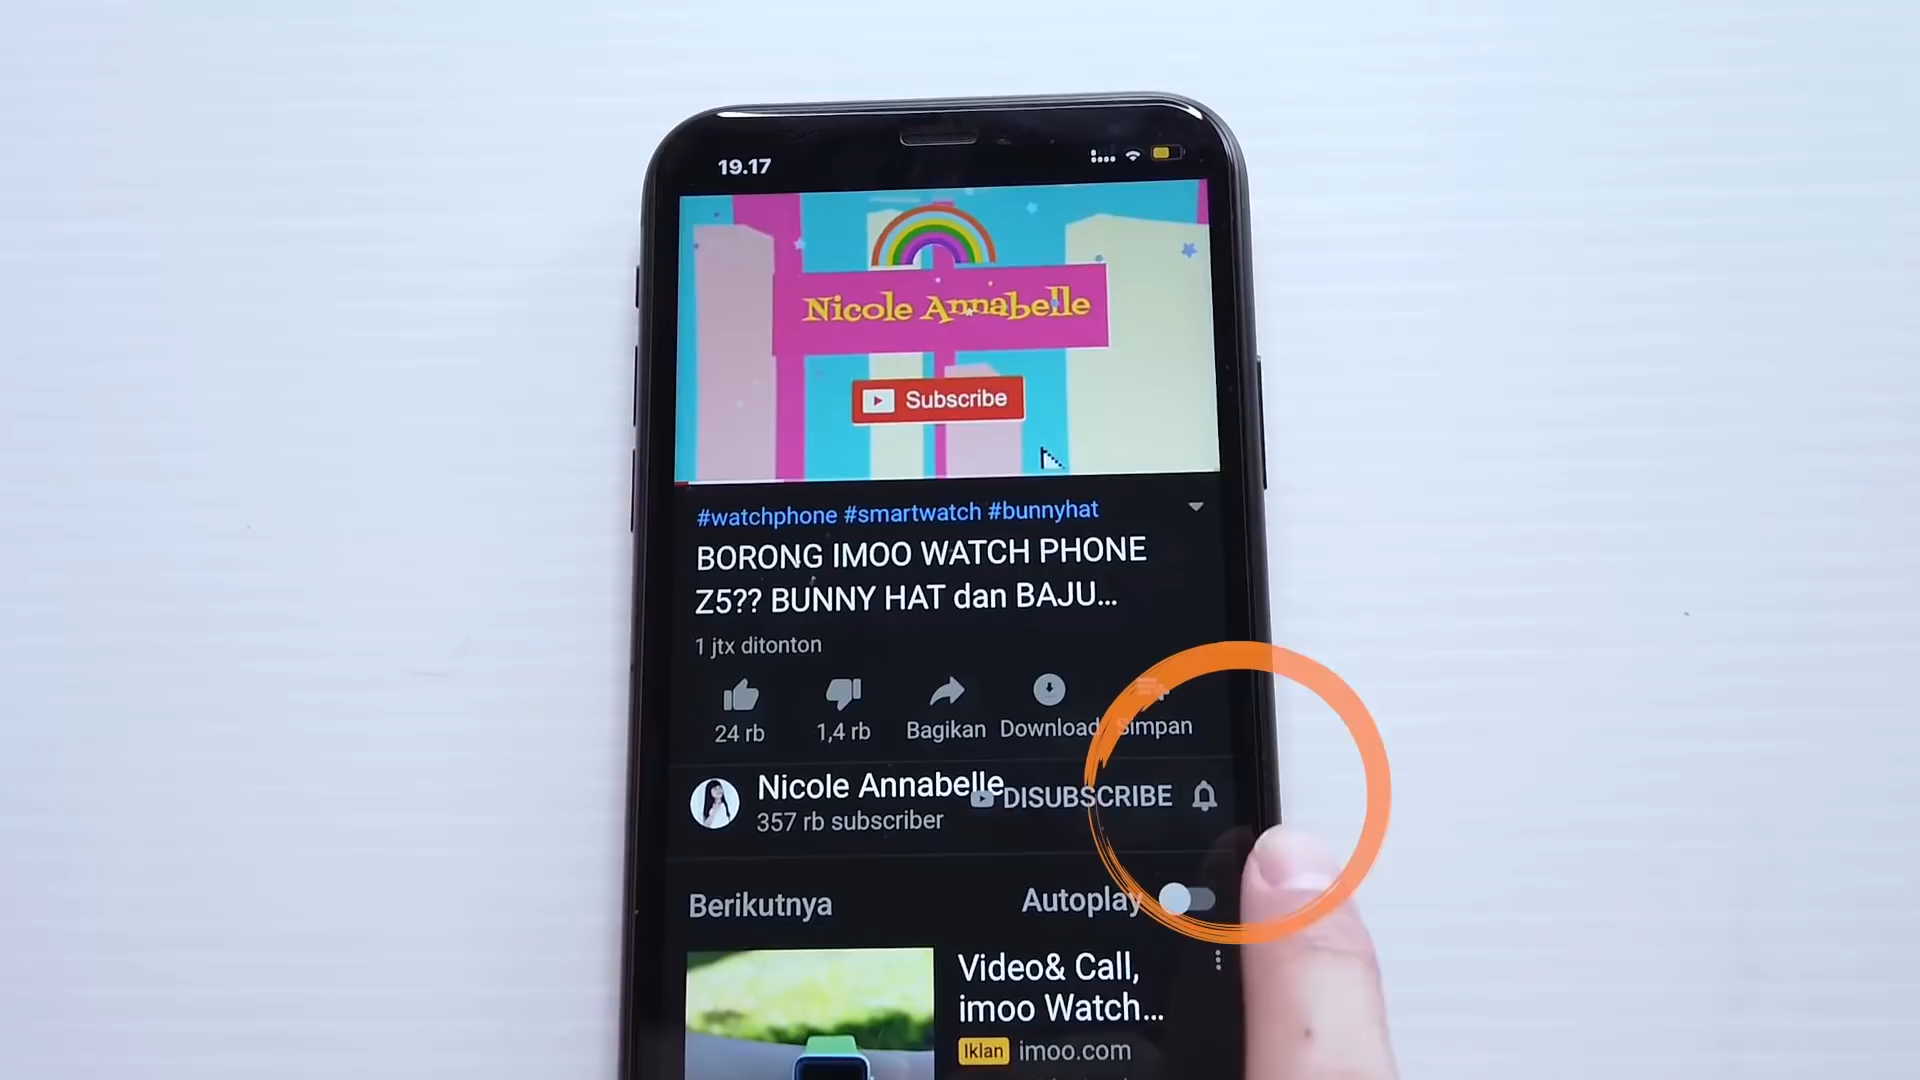 19.17
Nicole Annabelle
Subscribe
#watchphone #smartwatch #bunnyhat
BORONG IMOO WATCH PHONE
Z5?? BUNNY HAT dan BAJU...
1 jtx ditonton
24 rb
1,4 rb
Bagikan
Download
Simpan
Nicole Annabelle
DISUBSCRIBE
357 rb subscriber
Berikutnya
Autoplay
Video& Call,
imoo Watch...
Iklan imoo.com